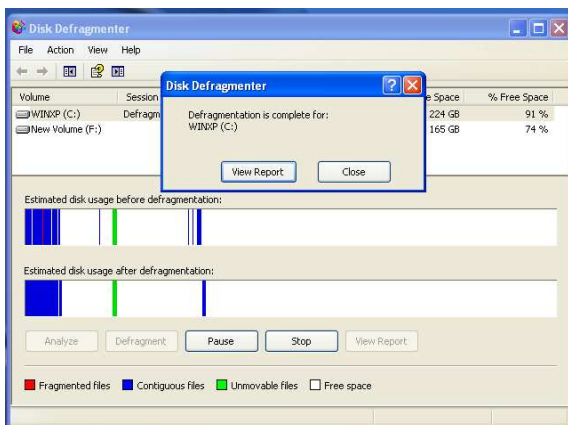 Disk Defragmenter
File Action View Help
Volume Session e Space % Free Space
WINXP (C:) Defragm 224 GB 91 %
New Volume (F:) 165 GB 74 %
Disk Defragmenter
Defragmentation is complete for:
WINXP (C:)
View Report Close
Estimated disk usage before defragmentation:
Estimated disk usage after defragmentation:
Analyze Defragment Pause Stop View Report
Fragmented files Contiguous files Unmovable files Free space